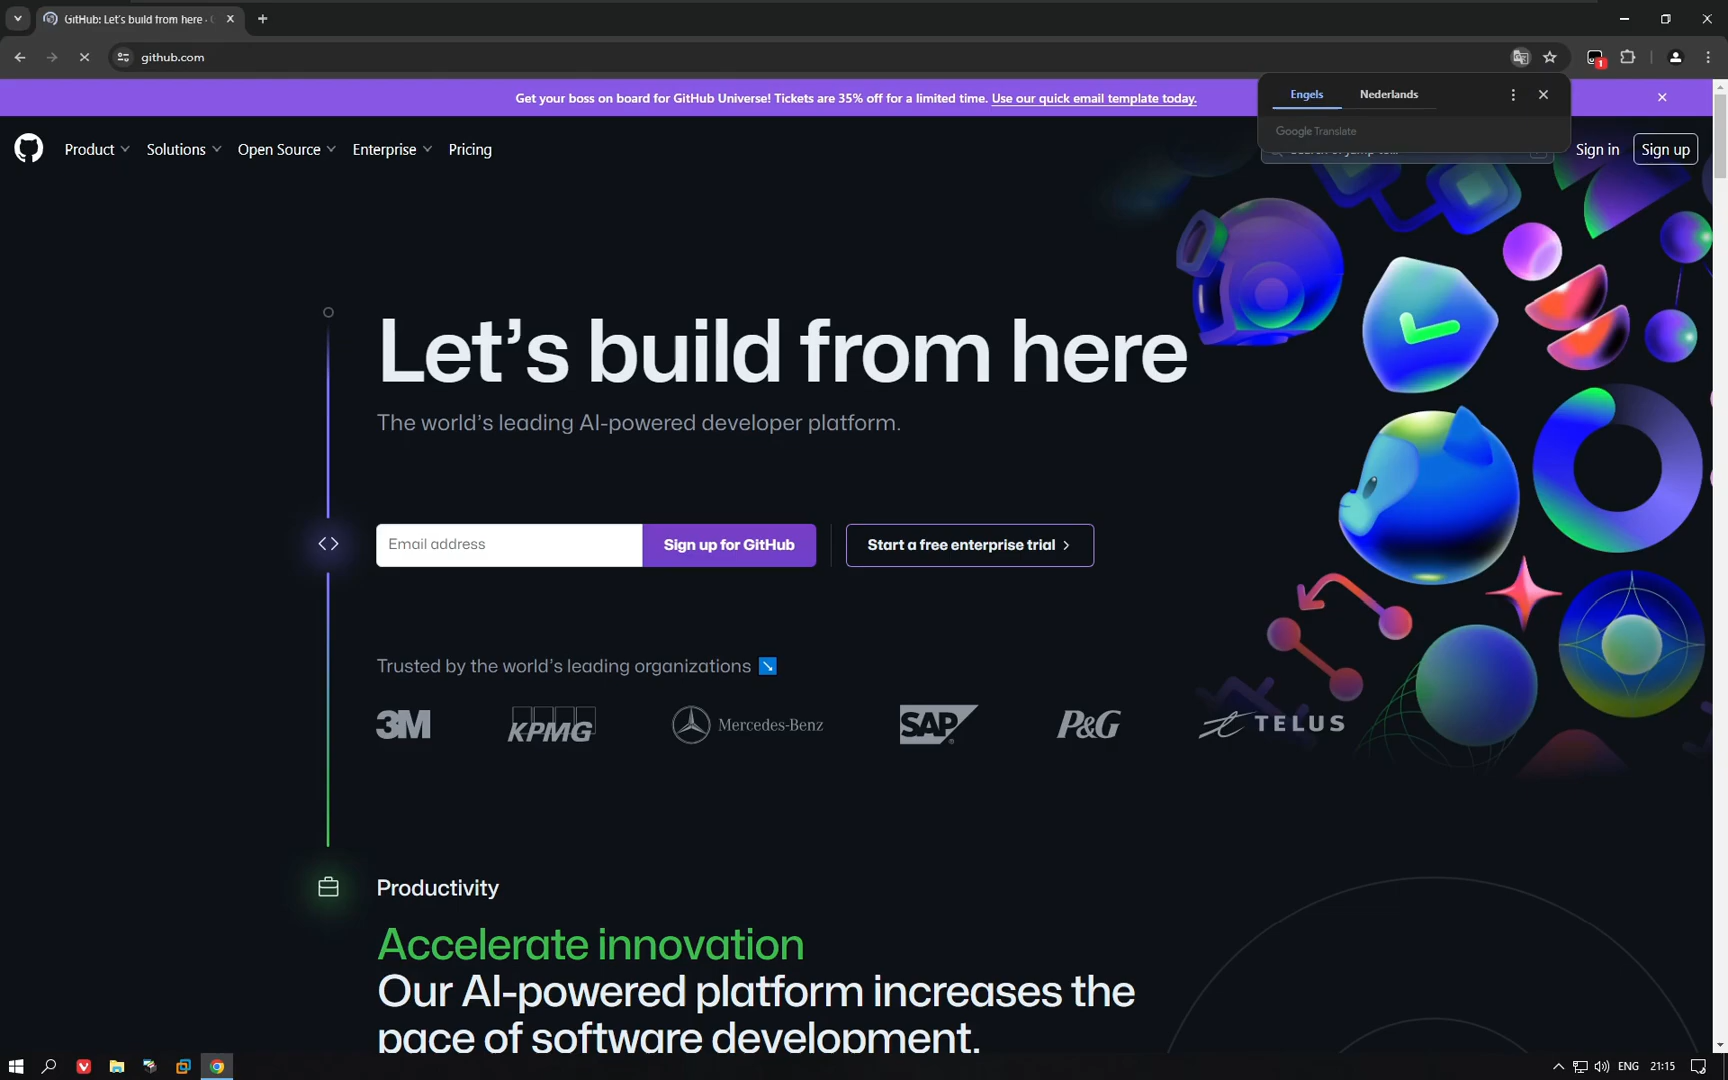 GitHub: Let's build from here ·
github.com
1
Get your boss on board for GitHub Universe! Tickets are 35% off for a limited time. Use our quick email template today.
Engels Nederlands
Google Translate
Product Solutions Open Source Enterprise Pricing
Sign in Sign up
Let's build from here
The world's leading AI-powered developer platform.
Email address
Sign up for GitHub
Start a free enterprise trial
Trusted by the world's leading organizations
3M KPMG Mercedes-Benz SAP P&G TELUS
Productivity
Accelerate innovation
Our AI-powered platform increases the
pace of software development.
ENG 21:15